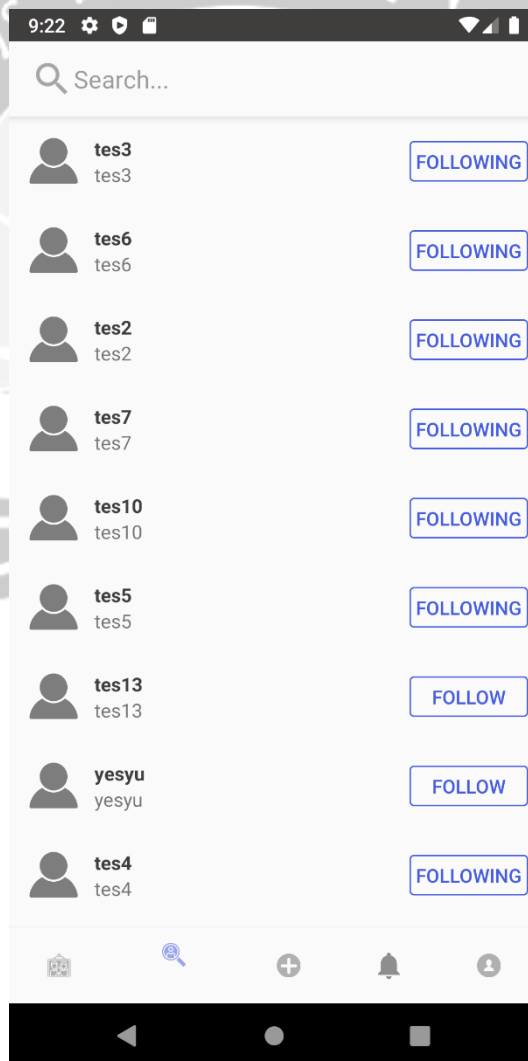 9:22
Search...
tes3
tes3
FOLLOWING
tes6
tes6
FOLLOWING
tes2
tes2
FOLLOWING
tes7
tes7
FOLLOWING
tes10
tes10
FOLLOWING
tes5
tes5
FOLLOWING
tes13
tes13
FOLLOW
yesyu
yesyu
FOLLOW
tes4
tes4
FOLLOWING